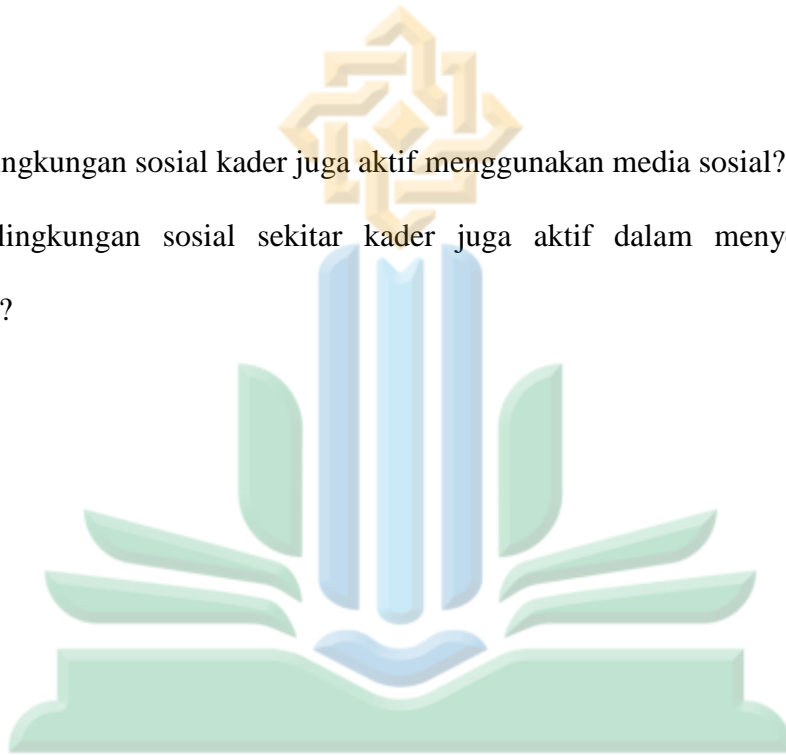 ngkungan sosial kader juga aktif menggunakan media sosial?
lingkungan sosial sekitar kader juga aktif dalam meny
?